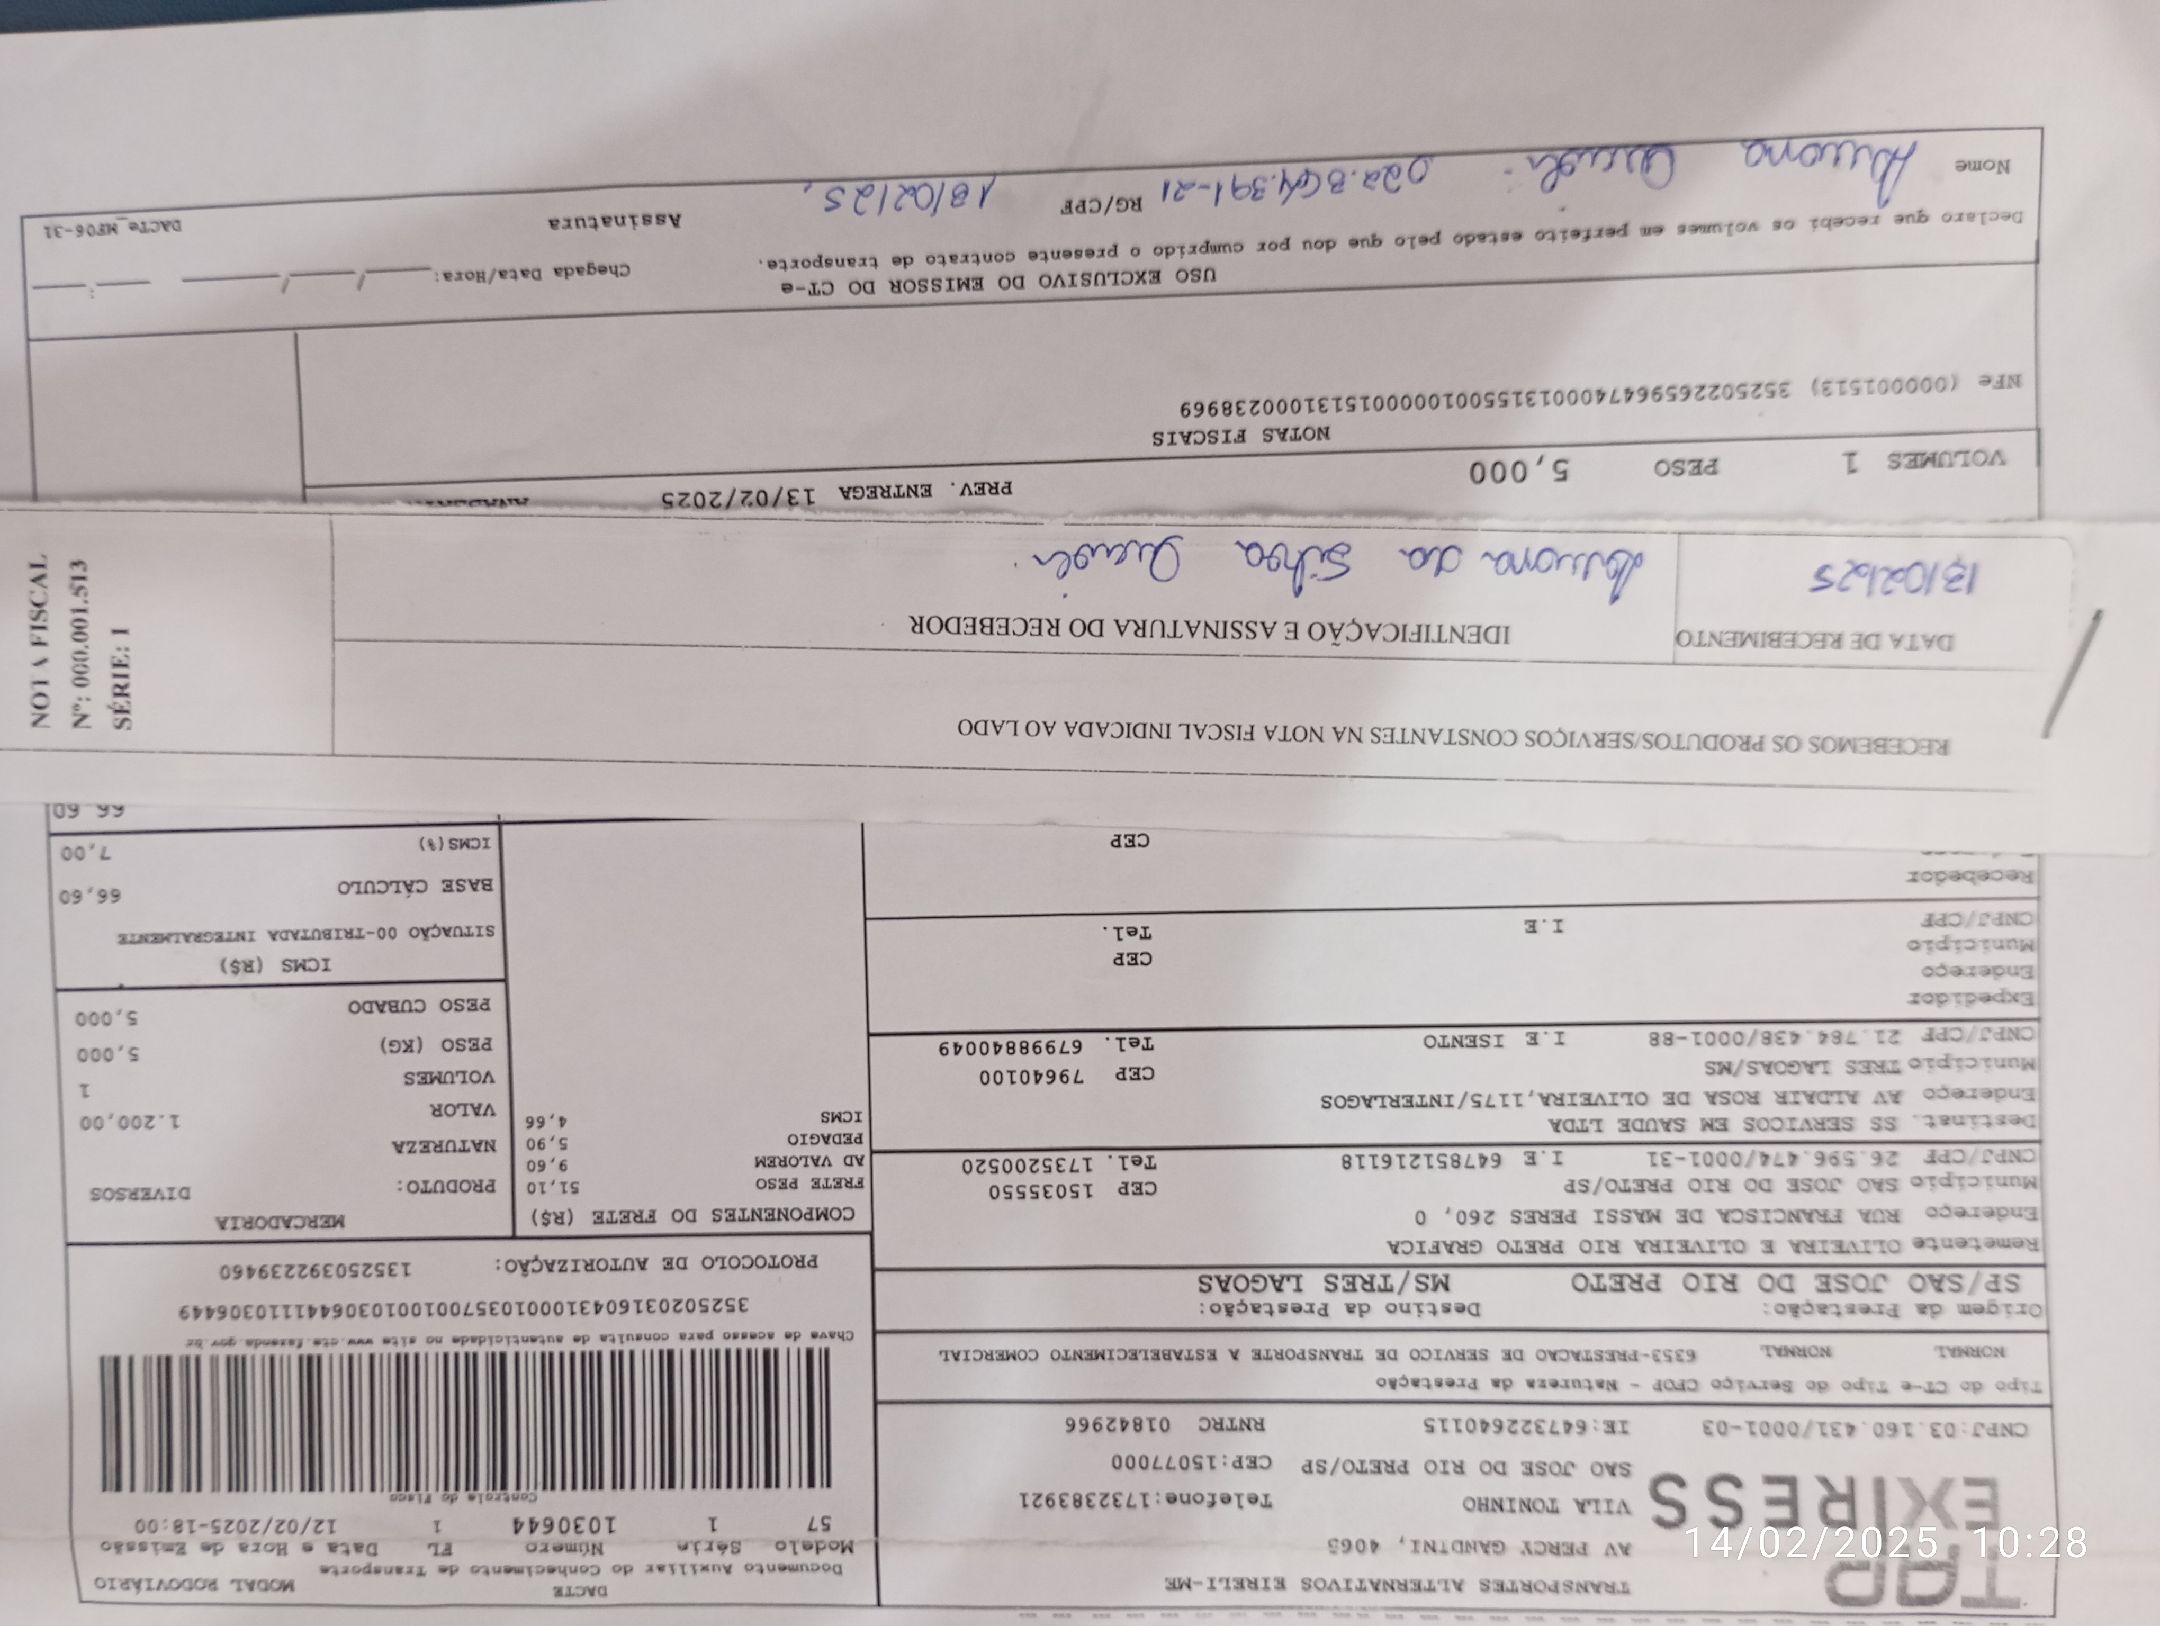 TRANSPORTES ALTERNATIVOS EIRELI-ME
AV PERCY GANDINI, 4065
VILA TONINHO Telefone:1732383921
SAO JOSE DO RIO PRETO/SP CEP:15077000
EXPRESS
CNPJ:03.160.431/0001-03 IE:647322640115 RNTRC 01842966
Tipo do CT-e Tipo do Serviço CFOP - Natureza da Prestação
NORMAL NORMAL 6353-PRESTACAO DE SERVICO DE TRANSPORTE A ESTABELECIMENTO COMERCIAL
Origem da Prestação: Destino da Prestação:
SP/SAO JOSE DO RIO PRETO MS/TRES LAGOAS
Remetente OLIVEIRA E OLIVEIRA RIO PRETO GRAFICA
Endereço RUA FRANCISCA DE MASSI PERES 260, 0
Município SAO JOSE DO RIO PRETO/SP CEP 15035550
CNPJ/CPF 26.596.474/0001-31 I.E 647851216118 Tel. 1735200520
Destinat. SS SERVICOS EM SAUDE LTDA
Endereço AV ALDAIR ROSA DE OLIVEIRA,1175/INTERLAGOS
Município TRES LAGOAS/MS CEP 79640100
CNPJ/CPF 21.784.438/0001-88 I.E ISENTO Tel. 67998840049
Expedidor
Endereço
Município CEP
CNPJ/CPF I.E Tel.
Recebedor
CEP
DACTE MODAL RODOVIÁRIO
Documento Auxiliar do Conhecimento de Transporte
Modelo Série Número FL Data e Hora de Emissão
57 1 1030644 1 12/02/2025-18:00
Controle do Fisco
Chave de acesso para consulta de autenticidade no site www.cte.fazenda.gov.br
352502031604310001035700100103064411110306449
PROTOCOLO DE AUTORIZAÇÃO: 135250392239460
COMPONENTES DO FRETE (R$)
FRETE PESO 51,10
AD VALOREM 9,60
PEDAGIO 5,90
ICMS 4,66
MERCADORIA
PRODUTO: DIVERSOS
NATUREZA
VALOR 1.200,00
VOLUMES 1
PESO (KG) 5,000
PESO CUBADO 5,000
ICMS (R$)
SITUAÇÃO 00-TRIBUTADA INTEGRALMENTE
BASE CÁLCULO 66,60
ICMS(%) 7,00
66,60
RECEBEMOS OS PRODUTOS/SERVIÇOS CONSTANTES NA NOTA FISCAL INDICADA AO LADO
DATA DE RECEBIMENTO IDENTIFICAÇÃO E ASSINATURA DO RECEBEDOR
13/02/25 da Silva
NOTA FISCAL
Nº: 000.001.513
SÉRIE: 1
PREV. ENTREGA 13/02/2025
VOLUMES 1 PESO 5,000
NOTAS FISCAIS
NFe (000001513) 35250226596474000131550010000015131000238969
USO EXCLUSIVO DO EMISSOR DO CT-e
Chegada Data/Hora: ____/____/____ __:__
Declaro que recebi os volumes em perfeito estado pelo que dou por cumprido o presente contrato de transporte.
Nome RG/CPF 022.864.391-21 Assinatura
DACTe_MF06-31
14/02/2025 10:28